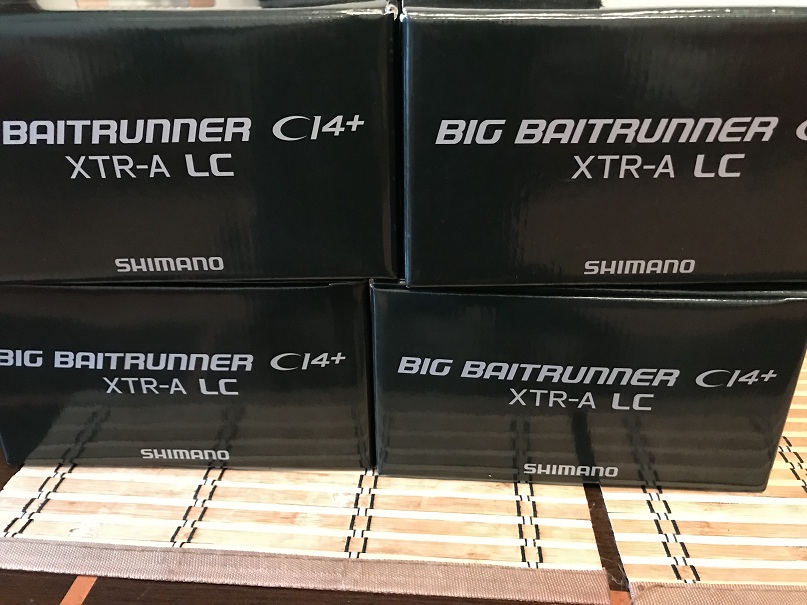 BAITRUNNER CI4+
XTR-A LC
SHIMANO
BIG BAITRUNNER
XTR-A LC
SHIMANO
BIG BAITRUNNER CI4+
XTR-A LC
SHIMANO
BIG BAITRUNNER CI4+
XTR-A LC
SHIMANO